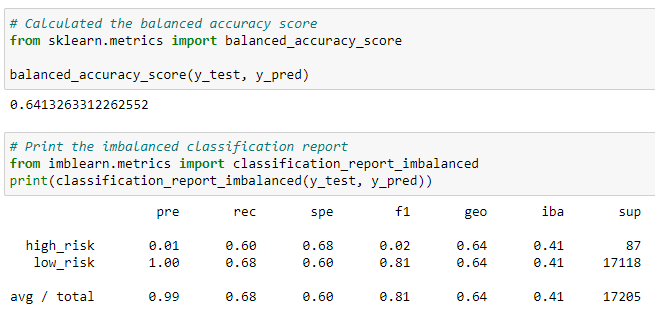 # Calculated the balanced accuracy score
from sklearn.metrics import balanced_accuracy_score
balanced_accuracy_score(y_test, y_pred)
0.6413263312262552
# Print the imbalanced classification report
from imblearn.metrics import classification_report_imbalanced
print(classification_report_imbalanced(y_test, y_pred))
pre rec spe f1 geo iba sup
high_risk 0.01 0.60 0.68 0.02 0.64 0.41 87
low_risk 1.00 0.68 0.60 0.81 0.64 0.41 17118
avg / total 0.99 0.68 0.60 0.81 0.64 0.41 17205